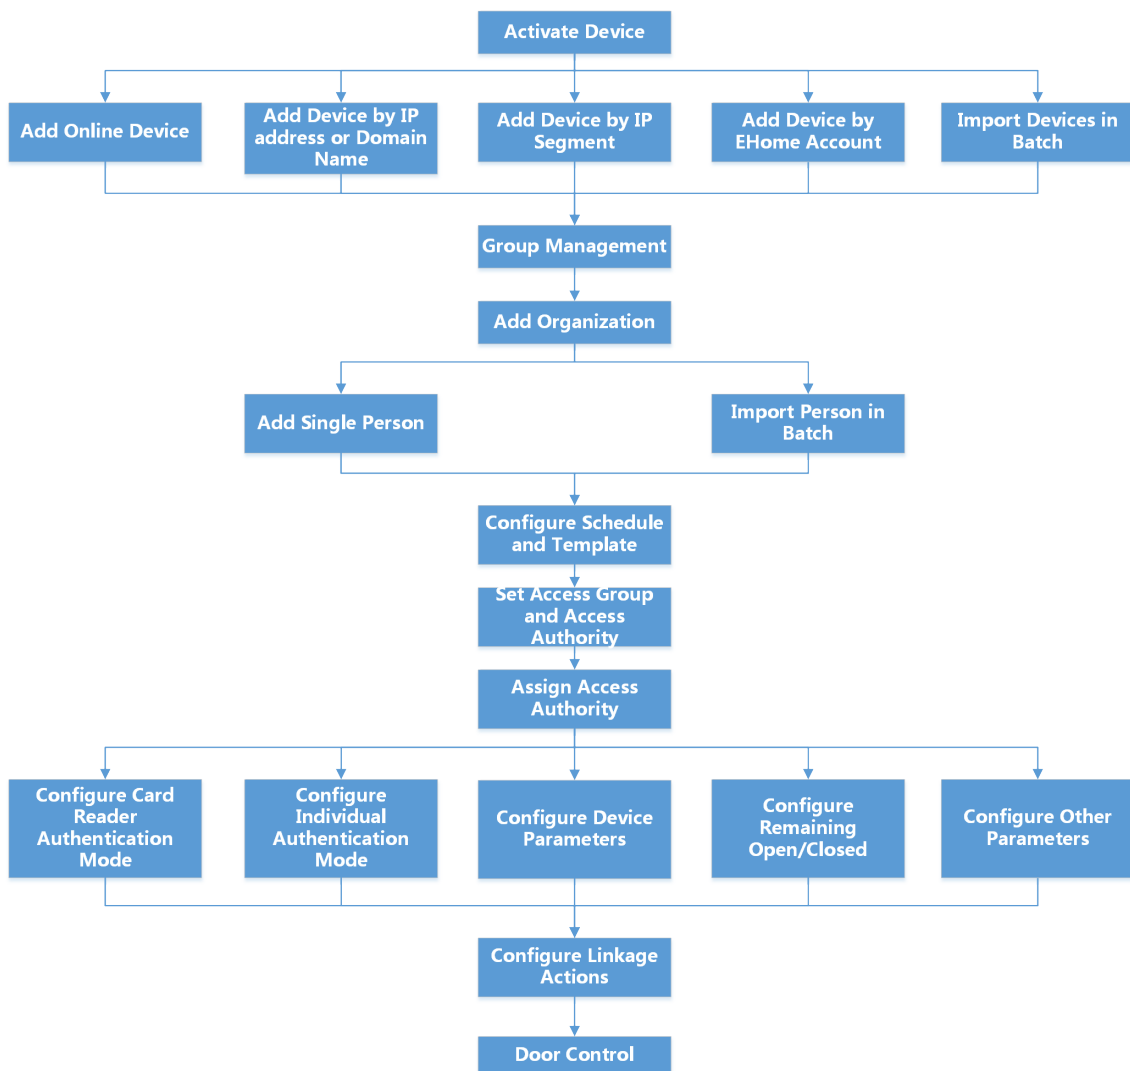 Activate Device
Add Online Device
Add Device by IP
address or Domain
Name
Add Device by IP
Segment
Add Device by
EHome Account
Import Devices in
Batch
Group Management
Add Organization
Add Single Person
Import Person in
Batch
Configure Schedule
and Template
Set Access Group
and Access
Authority
Assign Access
Authority
Configure Card
Reader
Authentication
Mode
Configure
Individual
Authentication
Mode
Configure Device
Parameters
Configure
Remaining
Open/Closed
Configure Other
Parameters
Configure Linkage
Actions
Door Control